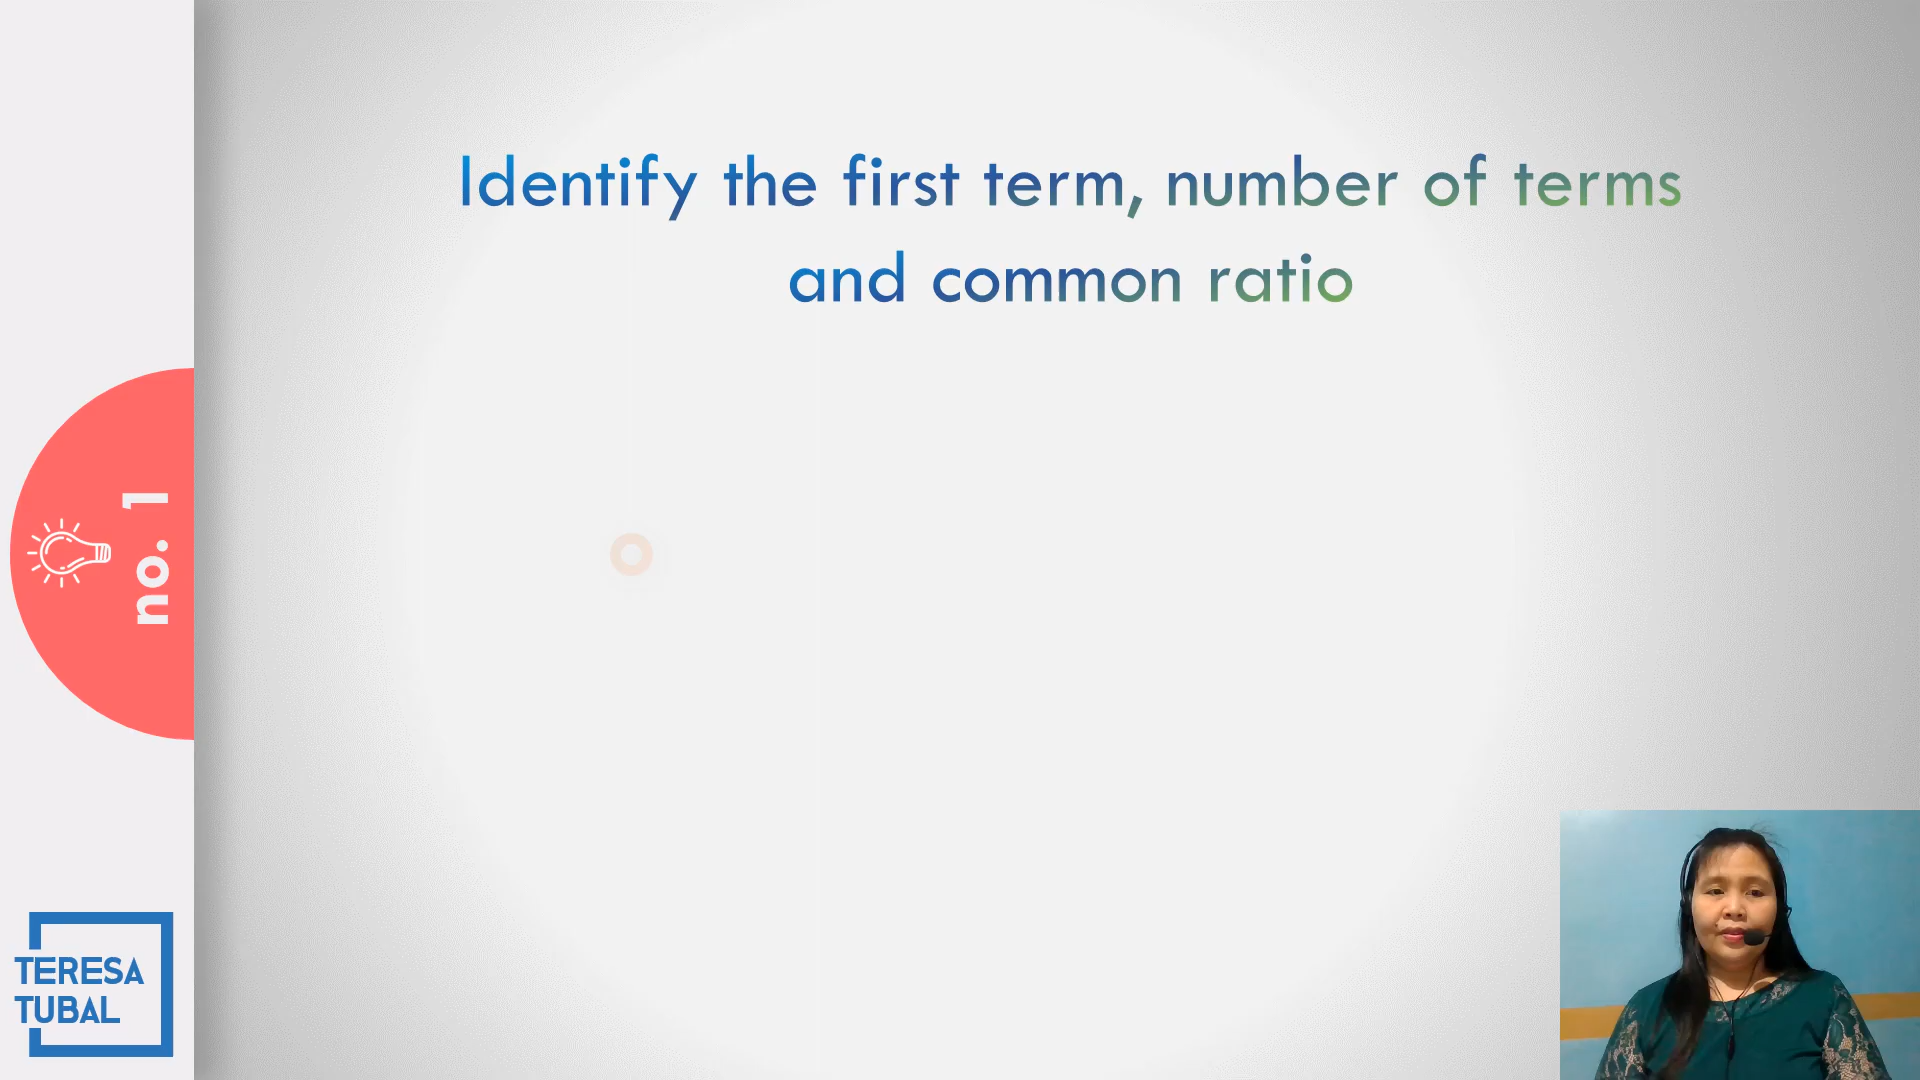 Identify the first term, number of terms
and common ratio
no. 1
TERESA
TUBAL